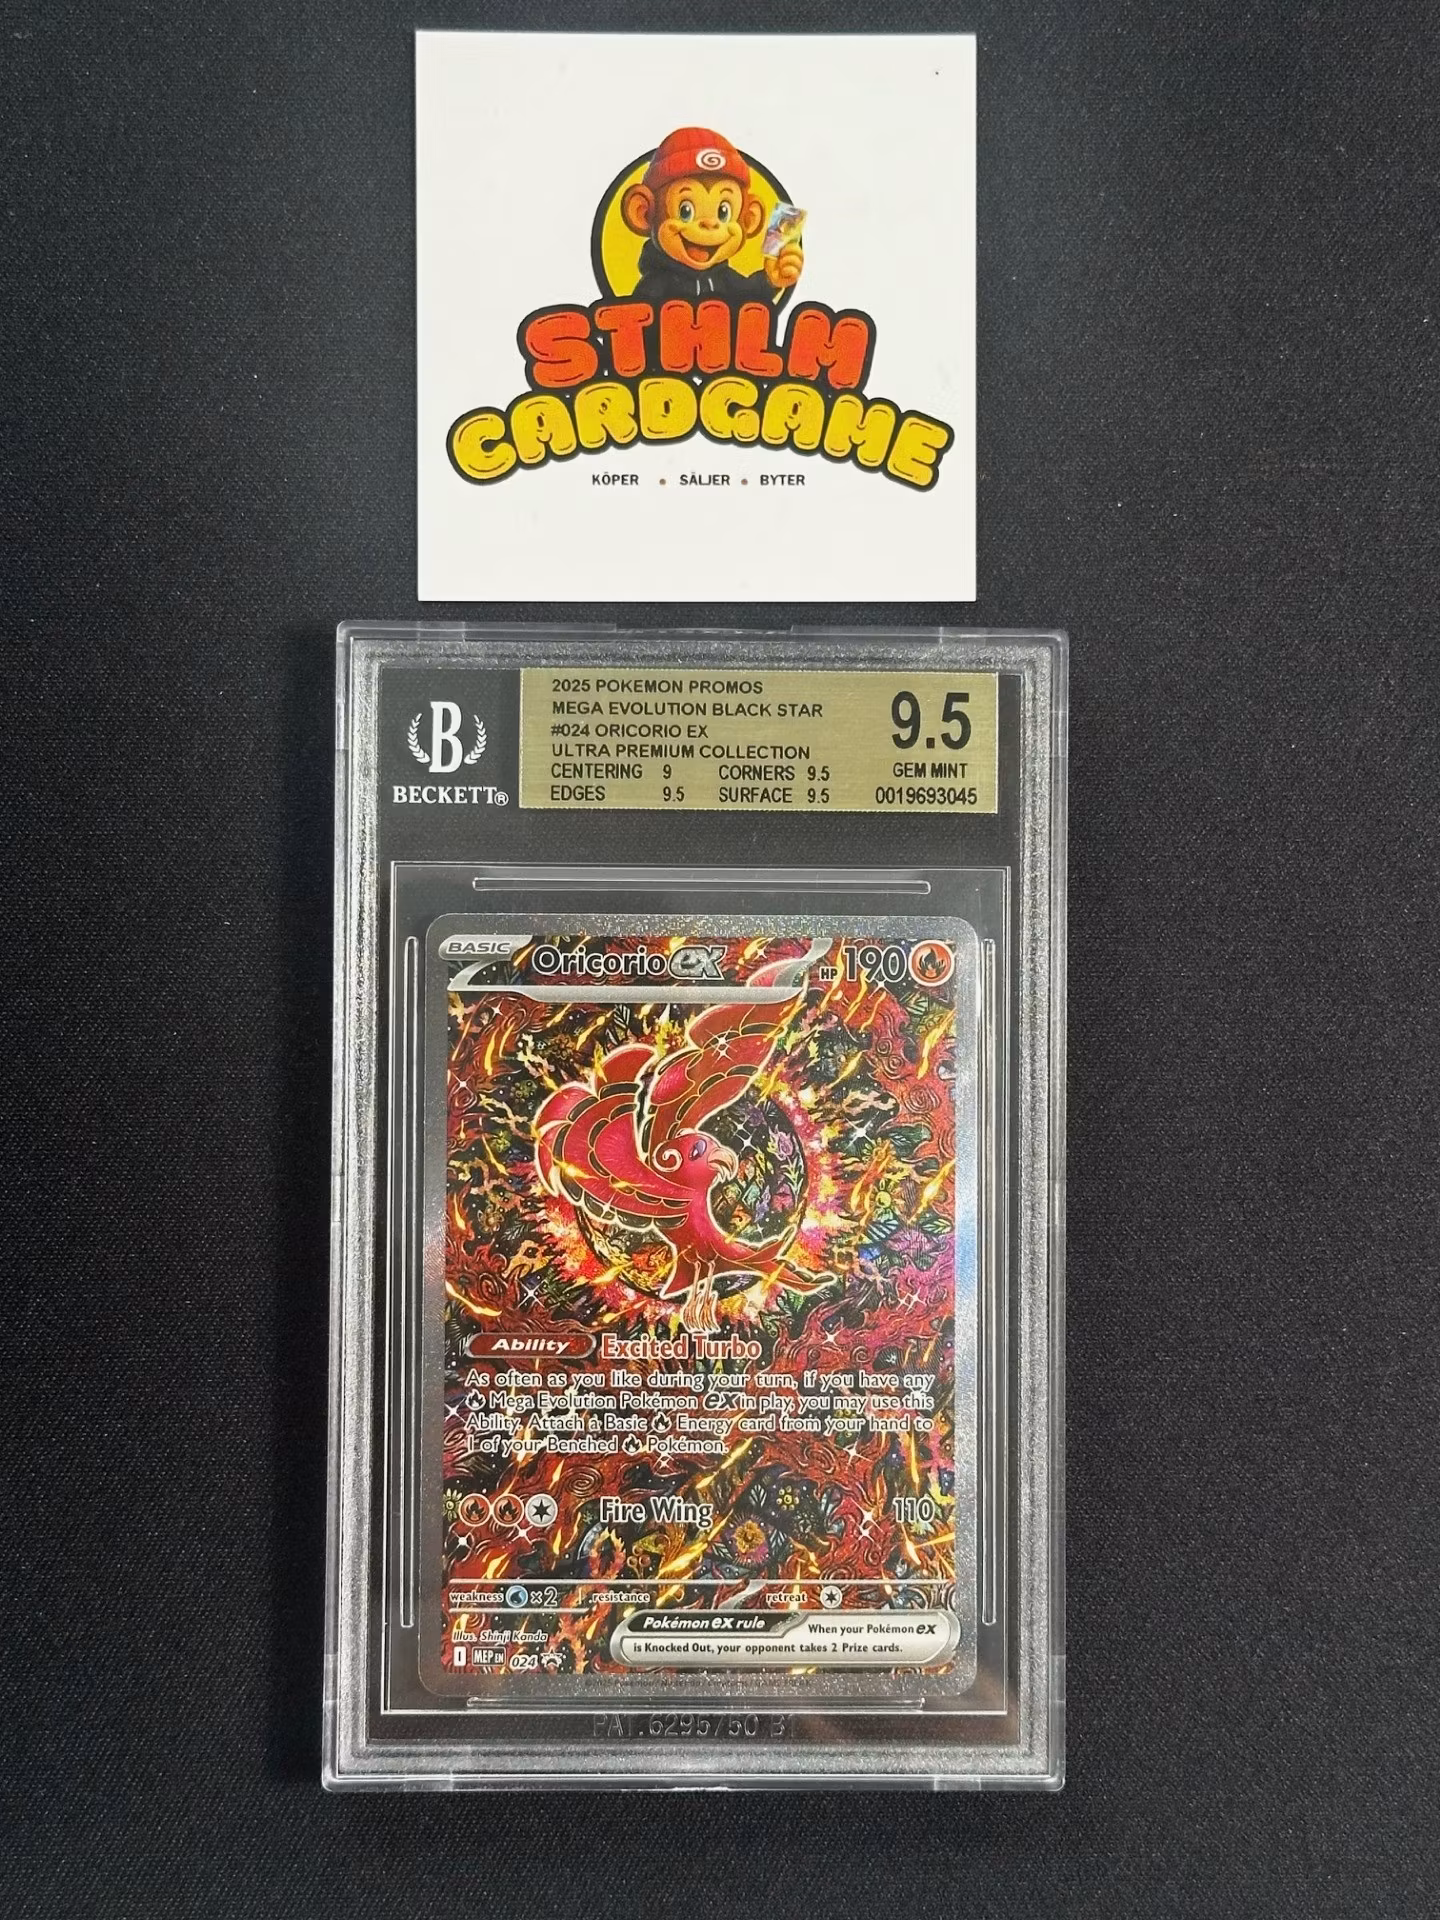 STHLM
CARDGAME
KÖPER • SÄLJER • BYTER
B
BECKETT®
2025 POKEMON PROMOS
MEGA EVOLUTION BLACK STAR
#024 ORICORIO EX
ULTRA PREMIUM COLLECTION
CENTERING 9 CORNERS 9.5
EDGES 9.5 SURFACE 9.5
9.5
GEM MINT
0019693045
BASIC Oricorio ex HP 190
Ability Excited Turbo
As often as you like during your turn, if you have any
Mega Evolution Pokémon ex in play, you may use this
Ability. Attach a Basic Energy card from your hand to
1 of your Benched Pokémon.
Fire Wing 110
weakness ×2 resistance retreat
Pokémon ex rule When your Pokémon ex
is Knocked Out, your opponent takes 2 Prize cards.
Illus. Shinji Kanda
I MEP EN 024